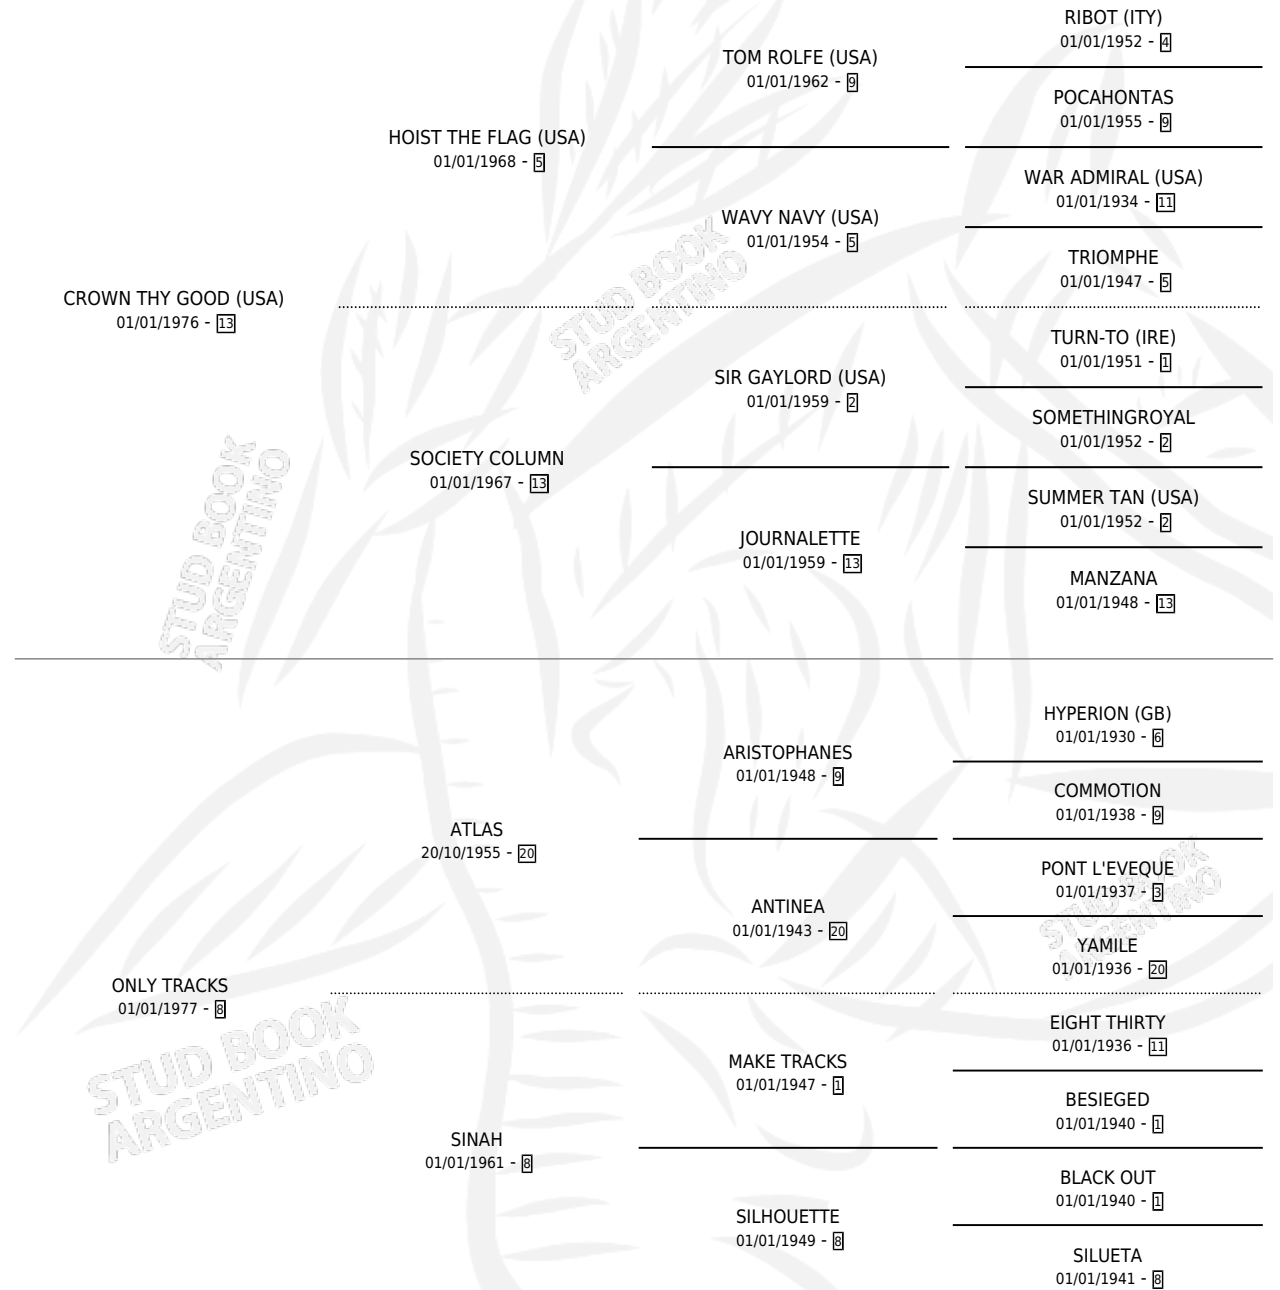 RIBOT (ITY)
01/01/1952 - 4
TOM ROLFE (USA)
01/01/1962 - 9
POCAHONTAS
01/01/1955 - 9
HOIST THE FLAG (USA)
01/01/1968 - 5
WAR ADMIRAL (USA)
01/01/1934 - 11
WAVY NAVY (USA)
01/01/1954 - 5
TRIOMPHE
01/01/1947 - 5
STUD BOOK
ARGENTINO
CROWN THY GOOD (USA)
01/01/1976 - 13
TURN-TO (IRE)
01/01/1951 - 1
SIR GAYLORD (USA)
01/01/1959 - 2
SOMETHINGROYAL
01/01/1952 - 2
SOCIETY COLUMN
01/01/1967 - 13
SUMMER TAN (USA)
01/01/1952 - 2
JOURNALETTE
01/01/1959 - 13
MANZANA
01/01/1948 - 13
STUD BOOK
ARGENTINO
HYPERION (GB)
01/01/1930 - 6
ARISTOPHANES
01/01/1948 - 9
COMMOTION
01/01/1938 - 9
ATLAS
20/10/1955 - 20
PONT L'EVEQUE
01/01/1937 - 3
ANTINEA
01/01/1943 - 20
YAMILE
01/01/1936 - 20
STUD BOOK
ARGENTINO
ONLY TRACKS
01/01/1977 - 8
EIGHT THIRTY
01/01/1936 - 11
MAKE TRACKS
01/01/1947 - 1
BESIEGED
01/01/1940 - 1
STUD BOOK
ARGENTINO
SINAH
01/01/1961 - 8
BLACK OUT
01/01/1940 - 1
SILHOUETTE
01/01/1949 - 8
SILUETA
01/01/1941 - 8